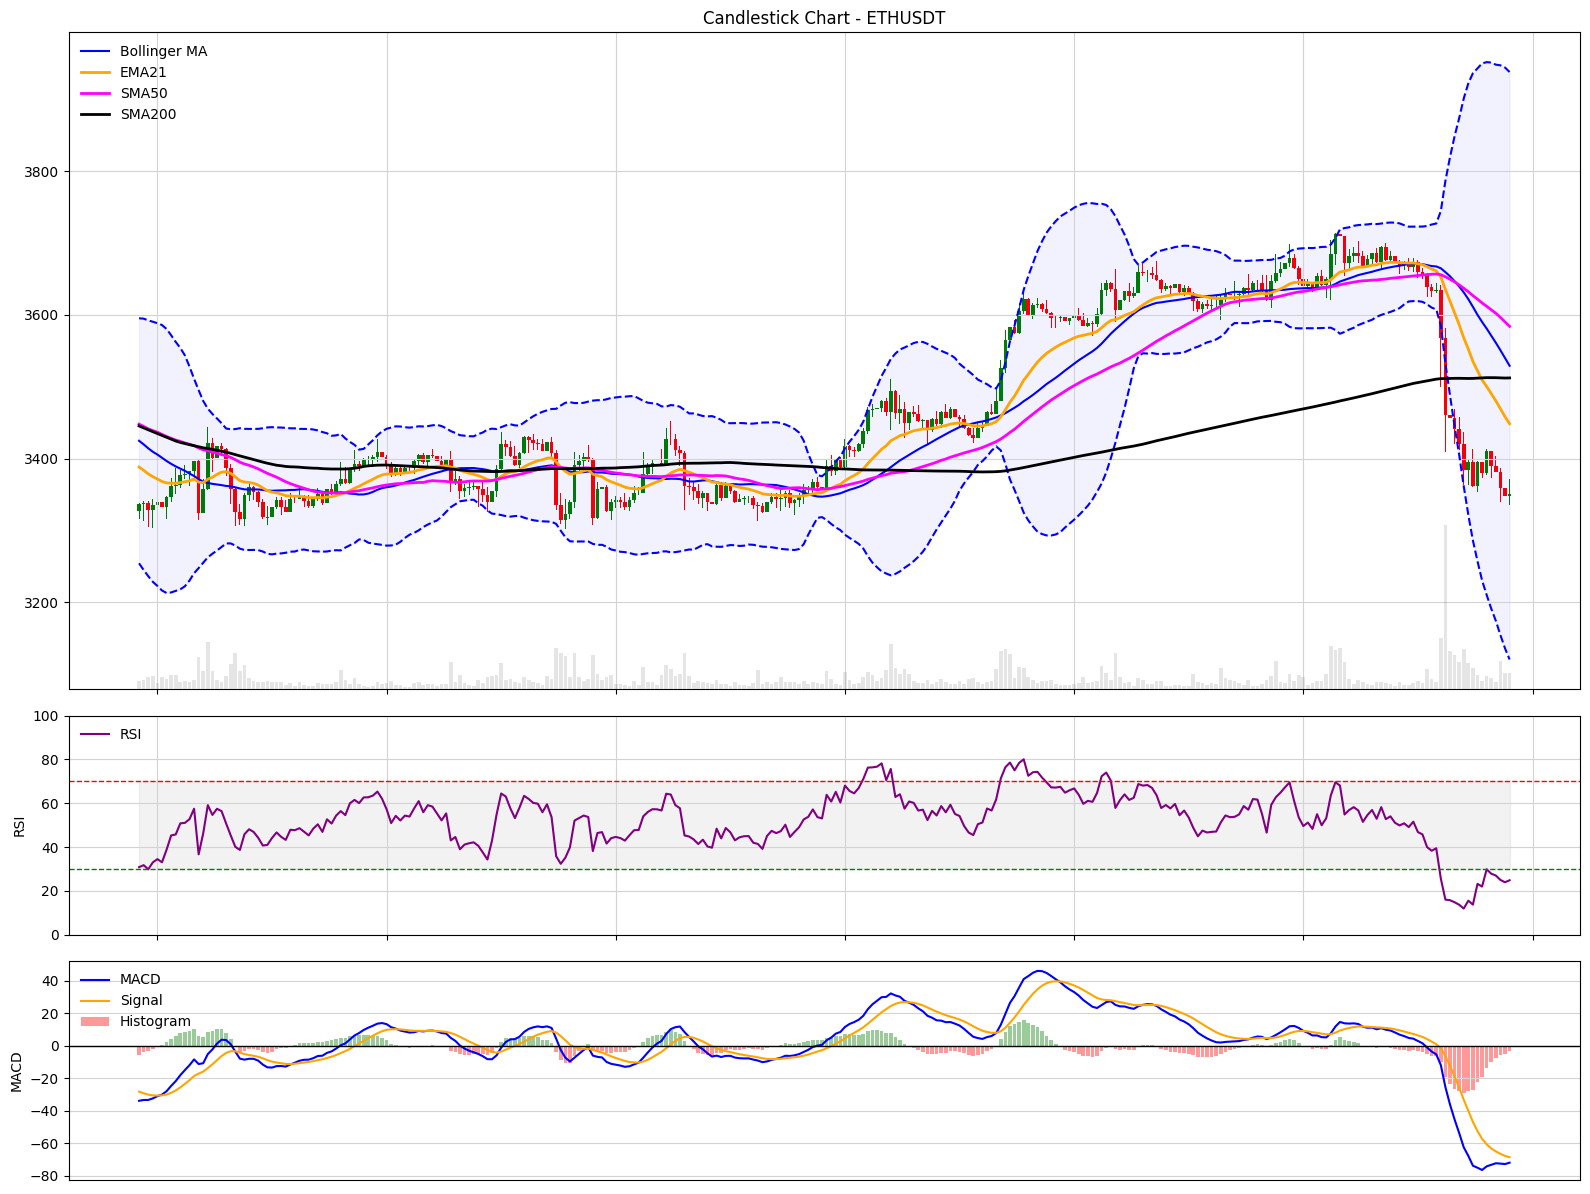 Candlestick Chart - ETHUSDT
Bollinger MA
EMA21
SMA50
SMA200
3800
3600
3400
3200
RSI
100
80
60
40
20
0
RSI
MACD
Signal
Histogram
40
20
0
−20
−40
−60
−80
MACD